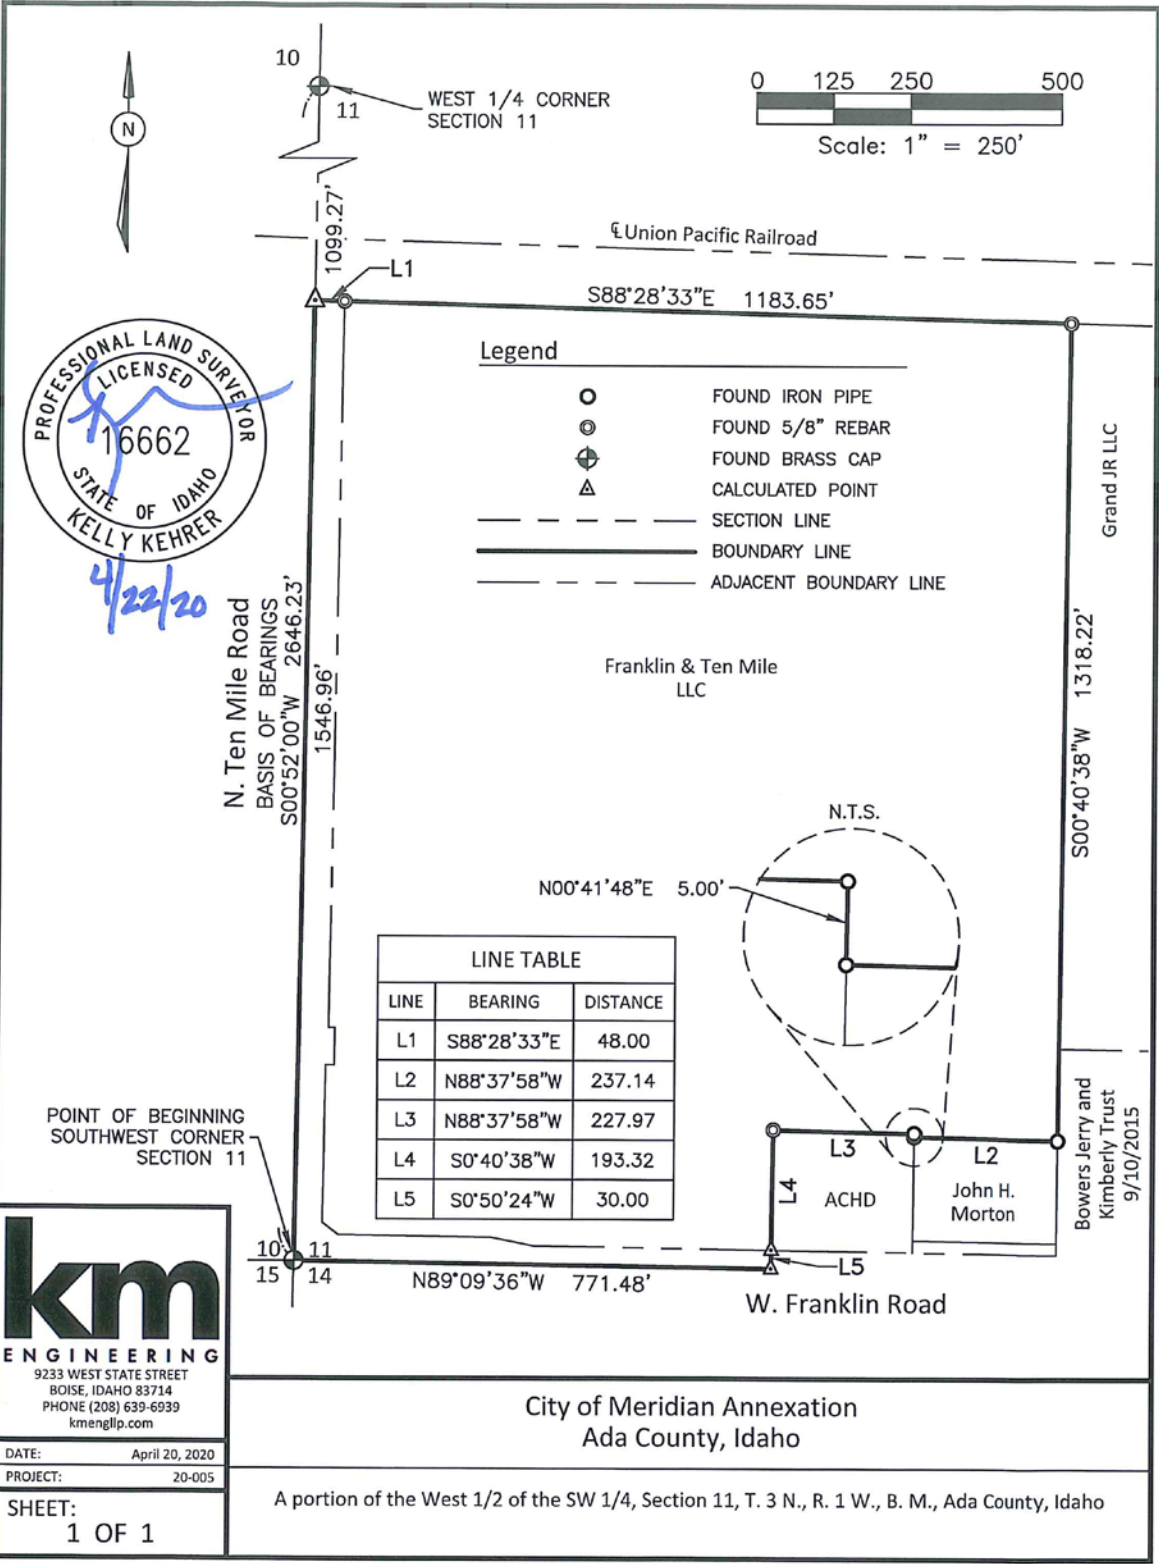 10
11
WEST 1/4 CORNER
SECTION 11
0 125 250 500
Scale: 1" = 250'
N
1099.27'
℄ Union Pacific Railroad
L1
S88°28'33"E 1183.65'
PROFESSIONAL LAND SURVEYOR
LICENSED
16662
STATE OF IDAHO
KELLY KEHRER
4/22/20
Legend
FOUND IRON PIPE
FOUND 5/8" REBAR
FOUND BRASS CAP
CALCULATED POINT
SECTION LINE
BOUNDARY LINE
ADJACENT BOUNDARY LINE
Grand JR LLC
N. Ten Mile Road
BASIS OF BEARINGS
S00°52'00"W 2646.23'
1546.96'
Franklin & Ten Mile
LLC
S00°40'38"W 1318.22'
N.T.S.
N00°41'48"E 5.00'
LINE TABLE
LINE BEARING DISTANCE
L1 S88°28'33"E 48.00
L2 N88°37'58"W 237.14
L3 N88°37'58"W 227.97
L4 S0°40'38"W 193.32
L5 S0°50'24"W 30.00
POINT OF BEGINNING
SOUTHWEST CORNER
SECTION 11
L3
L2
L4
ACHD
John H.
Morton
Bowers Jerry and
Kimberly Trust
9/10/2015
10 11
15 14
N89°09'36"W 771.48'
L5
W. Franklin Road
km
ENGINEERING
9233 WEST STATE STREET
BOISE, IDAHO 83714
PHONE (208) 639-6939
kmengllp.com
DATE: April 20, 2020
PROJECT: 20-005
SHEET:
1 OF 1
City of Meridian Annexation
Ada County, Idaho
A portion of the West 1/2 of the SW 1/4, Section 11, T. 3 N., R. 1 W., B. M., Ada County, Idaho